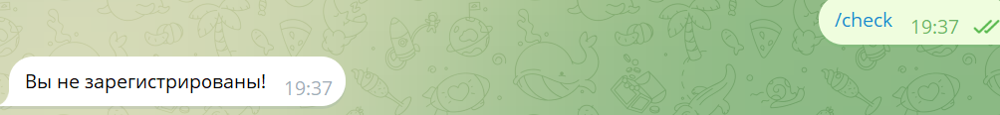 /check 19:37
Вы не зарегистрированы! 19:37